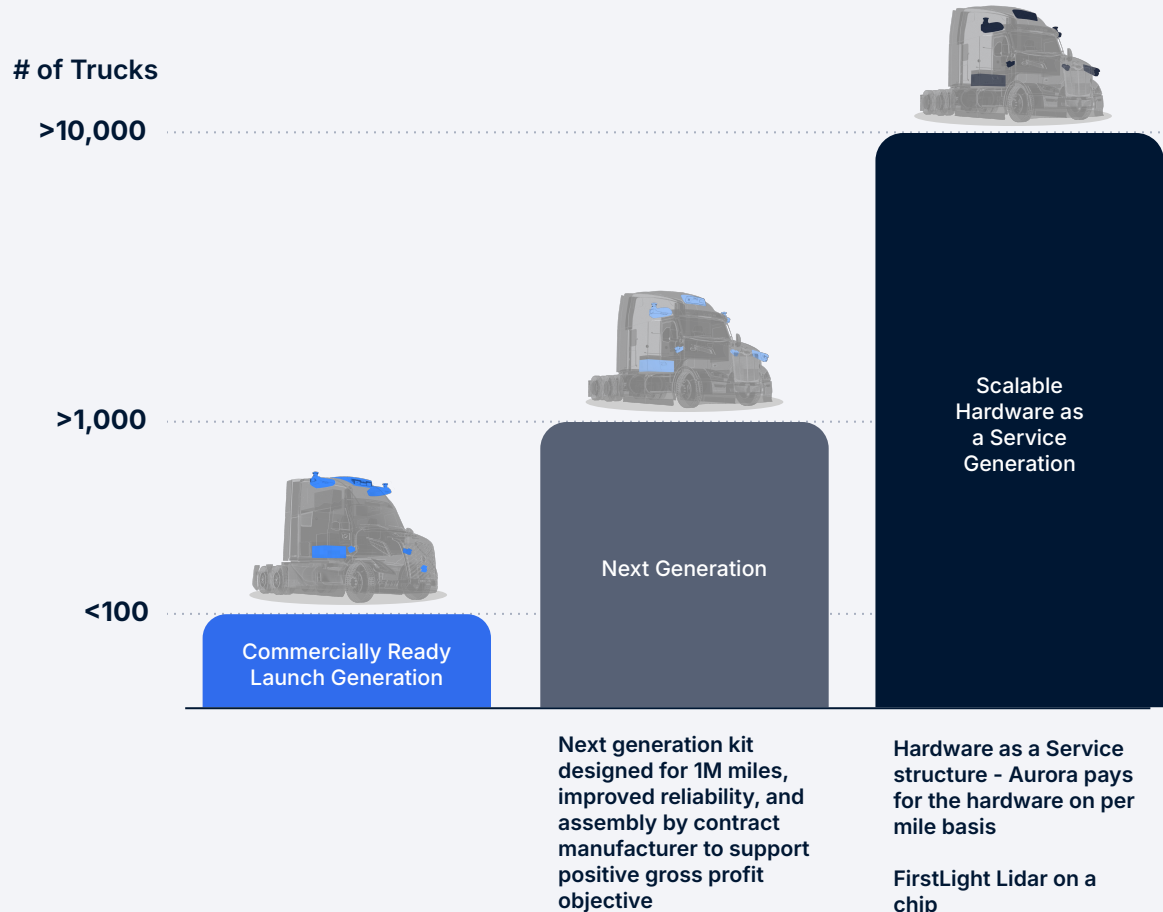 # of Trucks
>10,000
>1,000
<100
Commercially Ready
Launch Generation
Next Generation
Scalable
Hardware as
a Service
Generation
Next generation kit
designed for 1M miles,
improved reliability, and
assembly by contract
manufacturer to support
positive gross profit
objective
Hardware as a Service
structure - Aurora pays
for the hardware on per
mile basis
FirstLight Lidar on a
chip